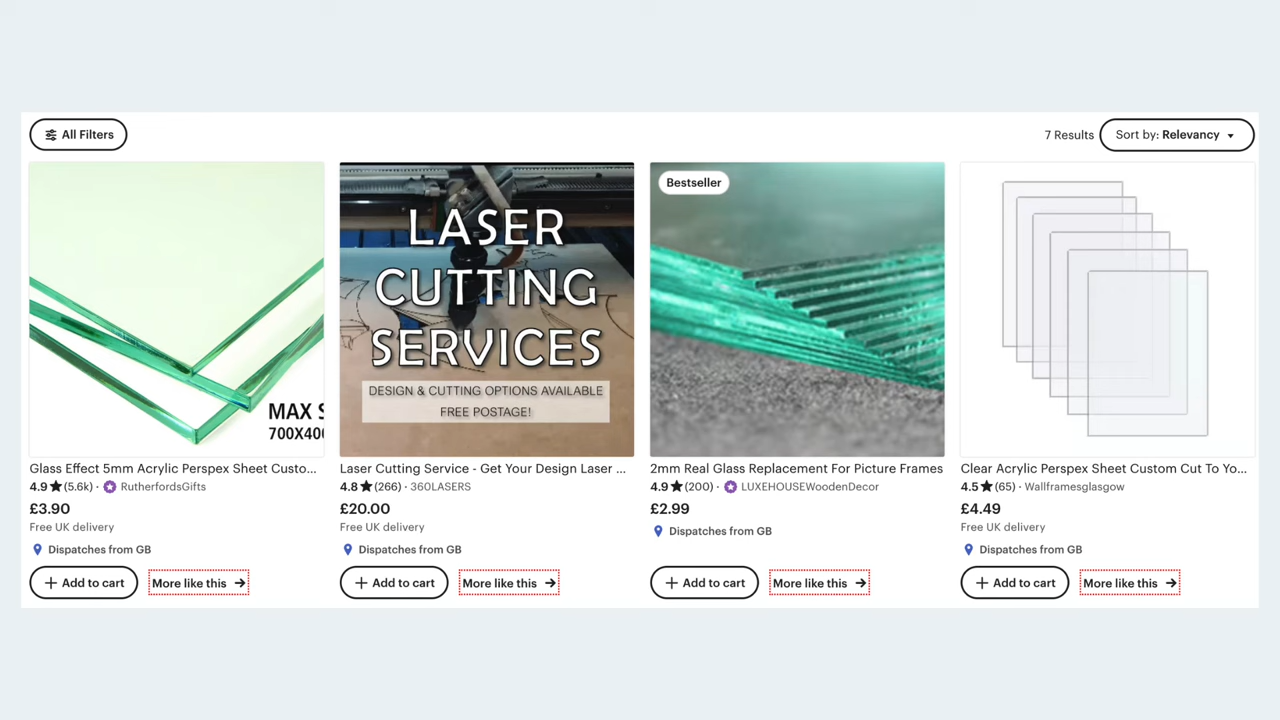 All Filters
7 Results
Sort by: Relevancy
MAX S
700X400
LASER
CUTTING
SERVICES
DESIGN & CUTTING OPTIONS AVAILABLE
FREE POSTAGE!
Bestseller
Glass Effect 5mm Acrylic Perspex Sheet Custo...
4.9 (5.6k) · RutherfordsGifts
£3.90
Free UK delivery
Dispatches from GB
Add to cart
More like this
Laser Cutting Service - Get Your Design Laser ...
4.8 (266) · 360LASERS
£20.00
Free UK delivery
Dispatches from GB
Add to cart
More like this
2mm Real Glass Replacement For Picture Frames
4.9 (200) · LUXEHOUSEWoodenDecor
£2.99
Dispatches from GB
Add to cart
More like this
Clear Acrylic Perspex Sheet Custom Cut To Yo...
4.5 (65) · Wallframesglasgow
£4.49
Free UK delivery
Dispatches from GB
Add to cart
More like this